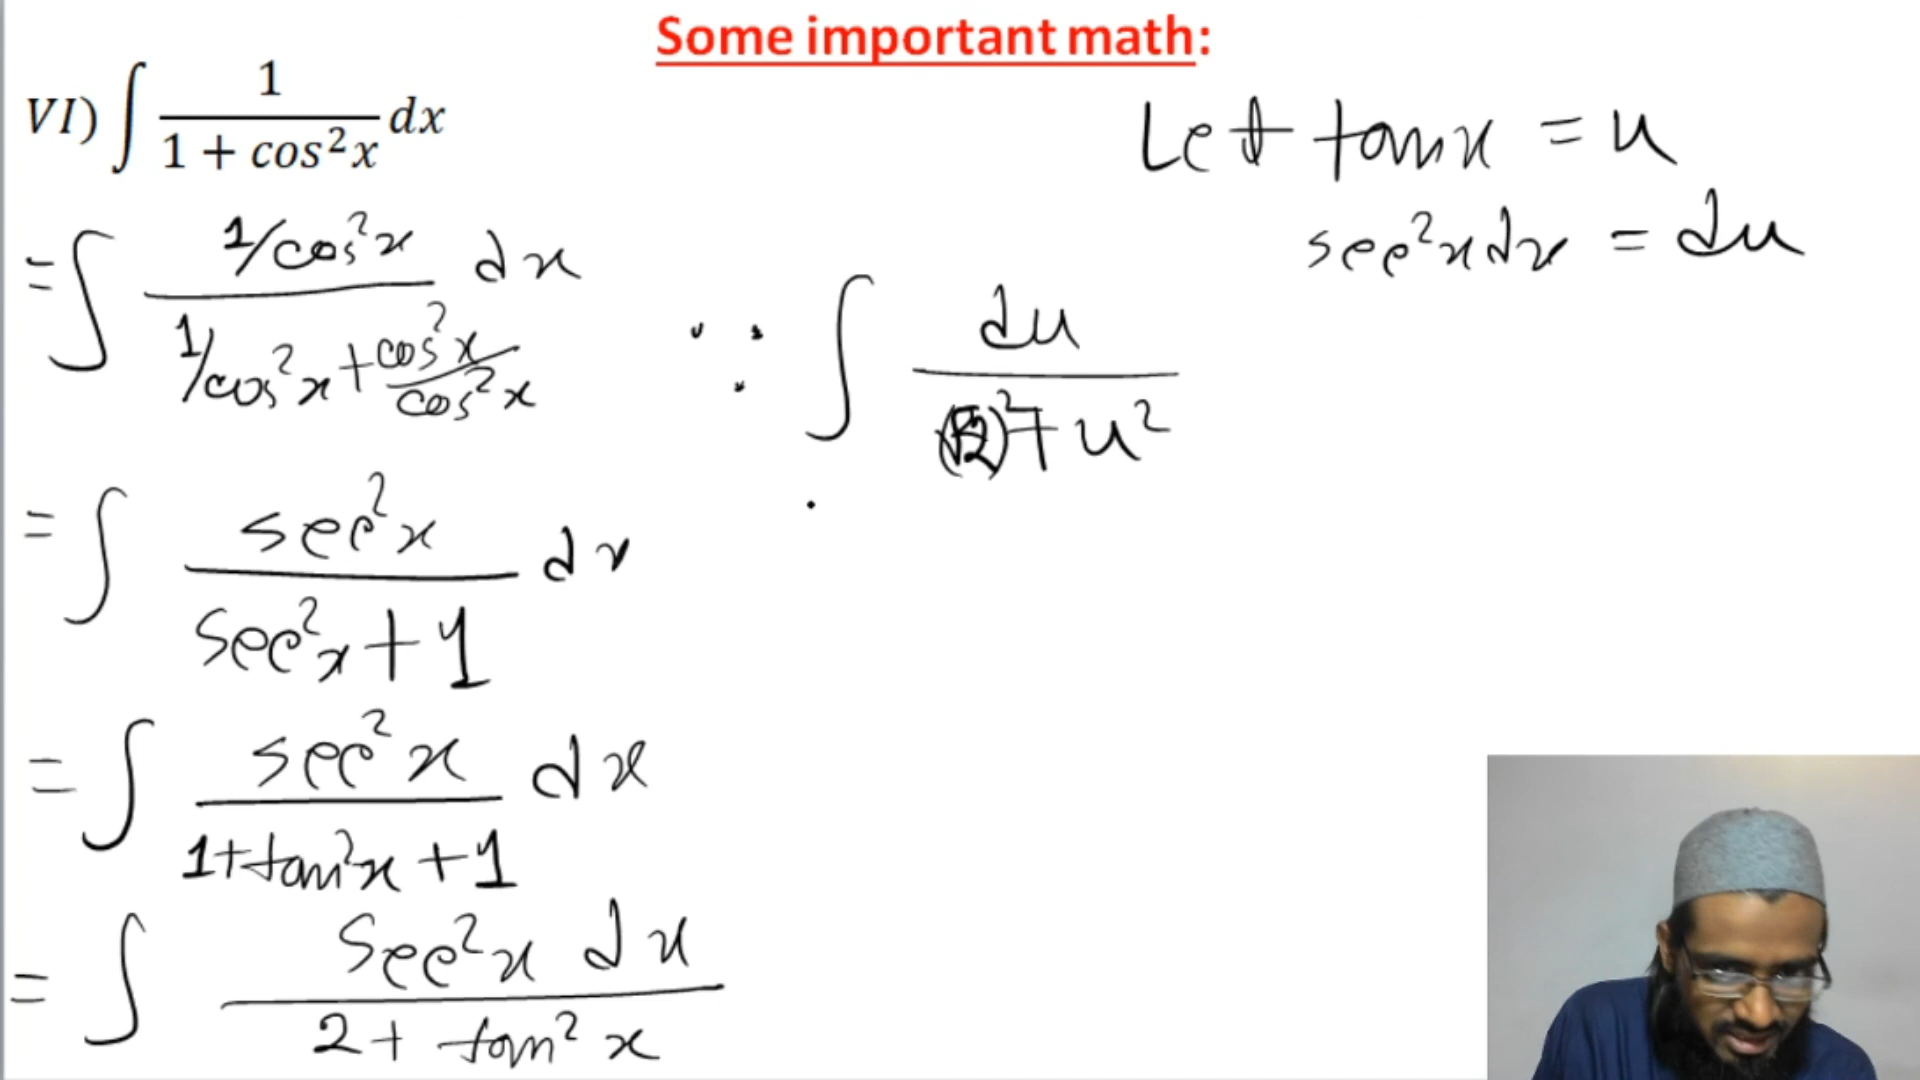 Some important math:
VI) ∫ 1/(1 + cos²x) dx
= ∫ (1/cos²x)/(1/cos²x + cos²x/cos²x) dx
= ∫ sec²x/(sec²x + 1) dx
= ∫ sec²x/(1 + tan²x + 1) dx
= ∫ sec²x dx/(2 + tan²x)
Let tanx = u
sec²x dx = du
∵ ∫ du/((√2)² + u²)